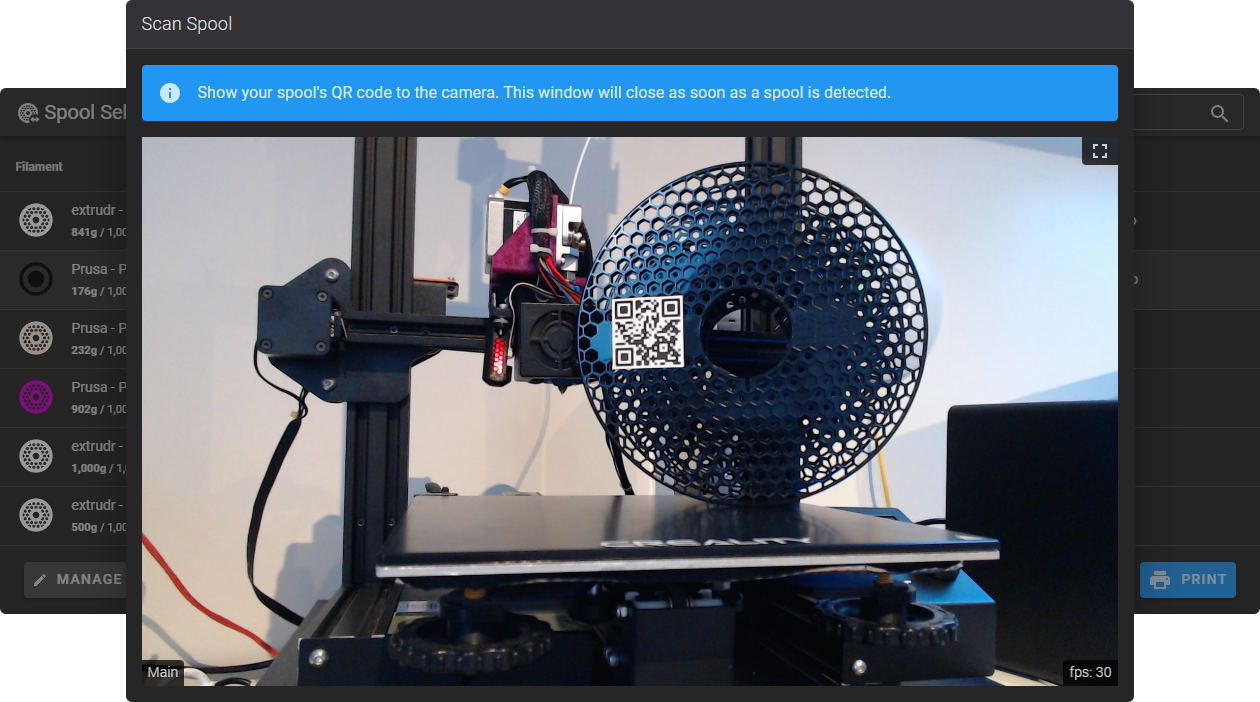 Scan Spool
Show your spool's QR code to the camera. This window will close as soon as a spool is detected.
Spool Sel
Filament
extrudr -
841g / 1,00
Prusa - P
176g / 1,00
Prusa - P
232g / 1,00
Prusa - P
902g / 1,00
extrudr -
1,000g / 1,
extrudr -
500g / 1,00
MANAGE
PRINT
CREALITY
Main
fps: 30